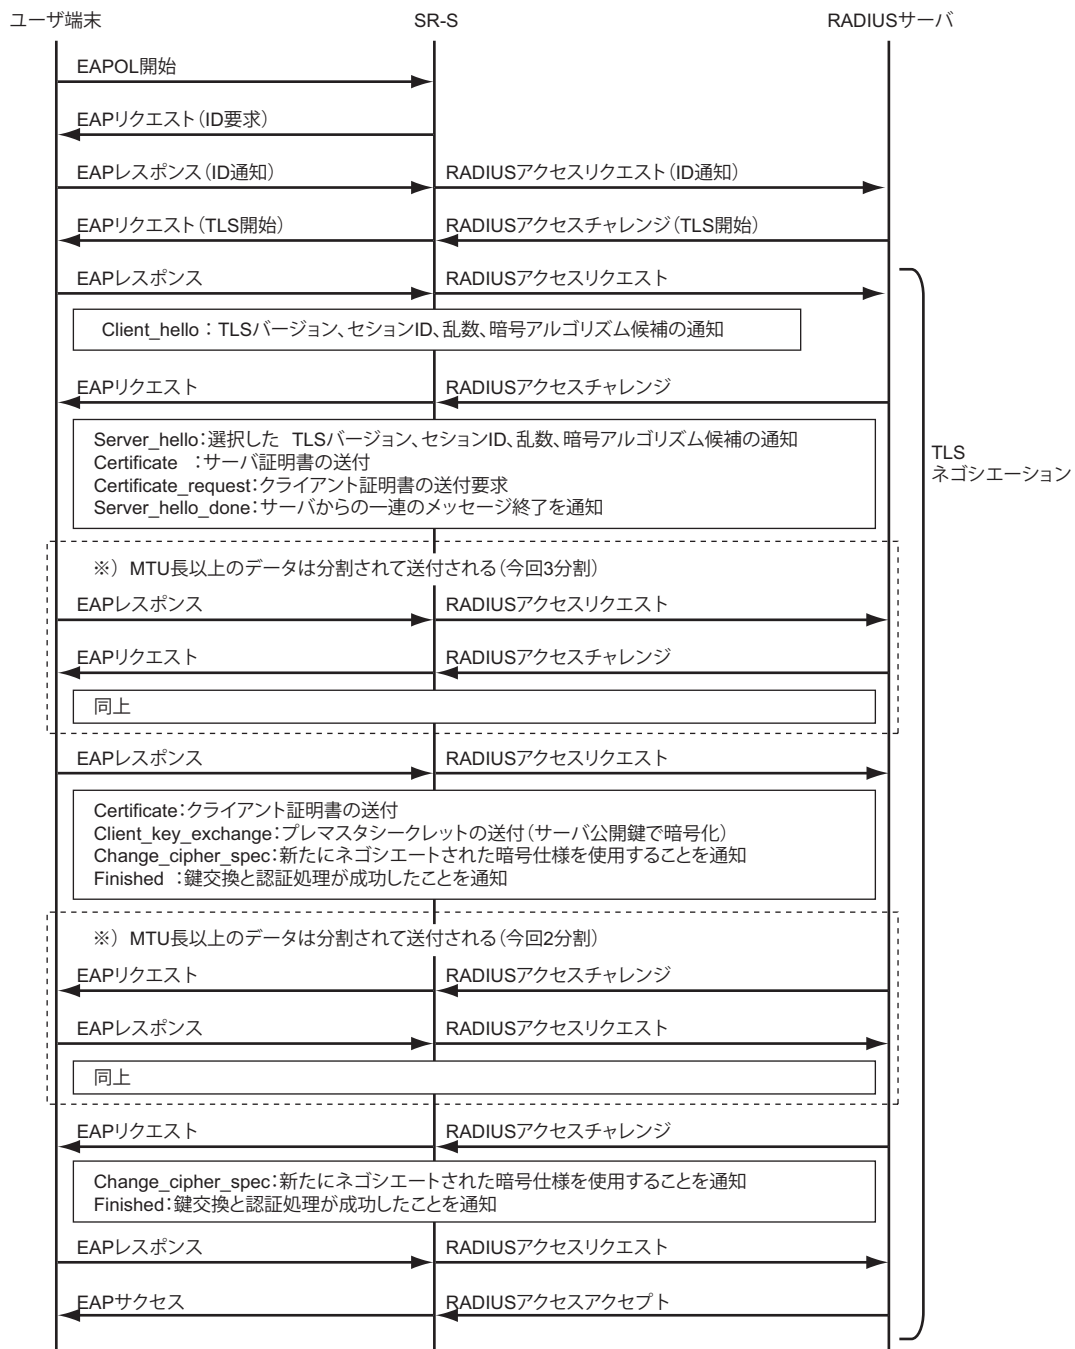 ユーザ端末 SR-S RADIUSサーバ
EAPOL開始
EAPリクエスト(ID要求)
EAPレスポンス(ID通知) RADIUSアクセスリクエスト(ID通知)
EAPリクエスト(TLS開始) RADIUSアクセスチャレンジ(TLS開始)
EAPレスポンス RADIUSアクセスリクエスト
Client_hello:TLSバージョン、セションID、乱数、暗号アルゴリズム候補の通知
EAPリクエスト RADIUSアクセスチャレンジ
Server_hello:選択した TLSバージョン、セションID、乱数、暗号アルゴリズム候補の通知
Certificate :サーバ証明書の送付
Certificate_request:クライアント証明書の送付要求
Server_hello_done:サーバからの一連のメッセージ終了を通知
TLS
ネゴシエーション
※) MTU長以上のデータは分割されて送付される(今回3分割)
EAPレスポンス RADIUSアクセスリクエスト
EAPリクエスト RADIUSアクセスチャレンジ
同上
EAPレスポンス RADIUSアクセスリクエスト
Certificate:クライアント証明書の送付
Client_key_exchange:プレマスタシークレットの送付(サーバ公開鍵で暗号化)
Change_cipher_spec:新たにネゴシエートされた暗号仕様を使用することを通知
Finished :鍵交換と認証処理が成功したことを通知
※) MTU長以上のデータは分割されて送付される(今回2分割)
EAPリクエスト RADIUSアクセスチャレンジ
EAPレスポンス RADIUSアクセスリクエスト
同上
EAPリクエスト RADIUSアクセスチャレンジ
Change_cipher_spec:新たにネゴシエートされた暗号仕様を使用することを通知
Finished:鍵交換と認証処理が成功したことを通知
EAPレスポンス RADIUSアクセスリクエスト
EAPサクセス RADIUSアクセスアクセプト